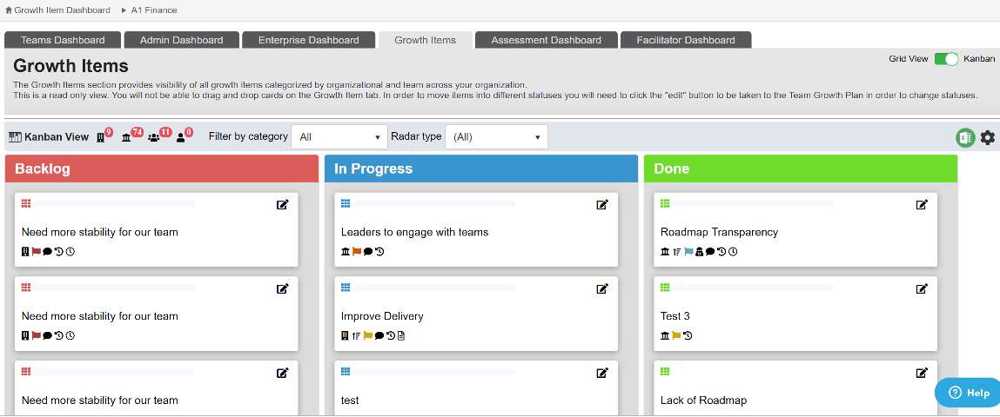 Growth Item Dashboard ▸ A1 Finance
Teams Dashboard Admin Dashboard Enterprise Dashboard Growth Items Assessment Dashboard Facilitator Dashboard
Growth Items
Grid View Kanban
The Growth Items section provides visibility of all growth items categorized by organizational and team across your organization.
This is a read only view. You will not be able to drag and drop cards on the Growth Item tab. In order to move items into different statuses you will need to click the "edit" button to be taken to the Team Growth Plan in order to change statuses.
Kanban View 9 74 11 0 Filter by category All Radar type (All)
Backlog In Progress Done
Need more stability for our team Leaders to engage with teams Roadmap Transparency
Need more stability for our team Improve Delivery Test 3
Need more stability for our team test Lack of Roadmap
Help